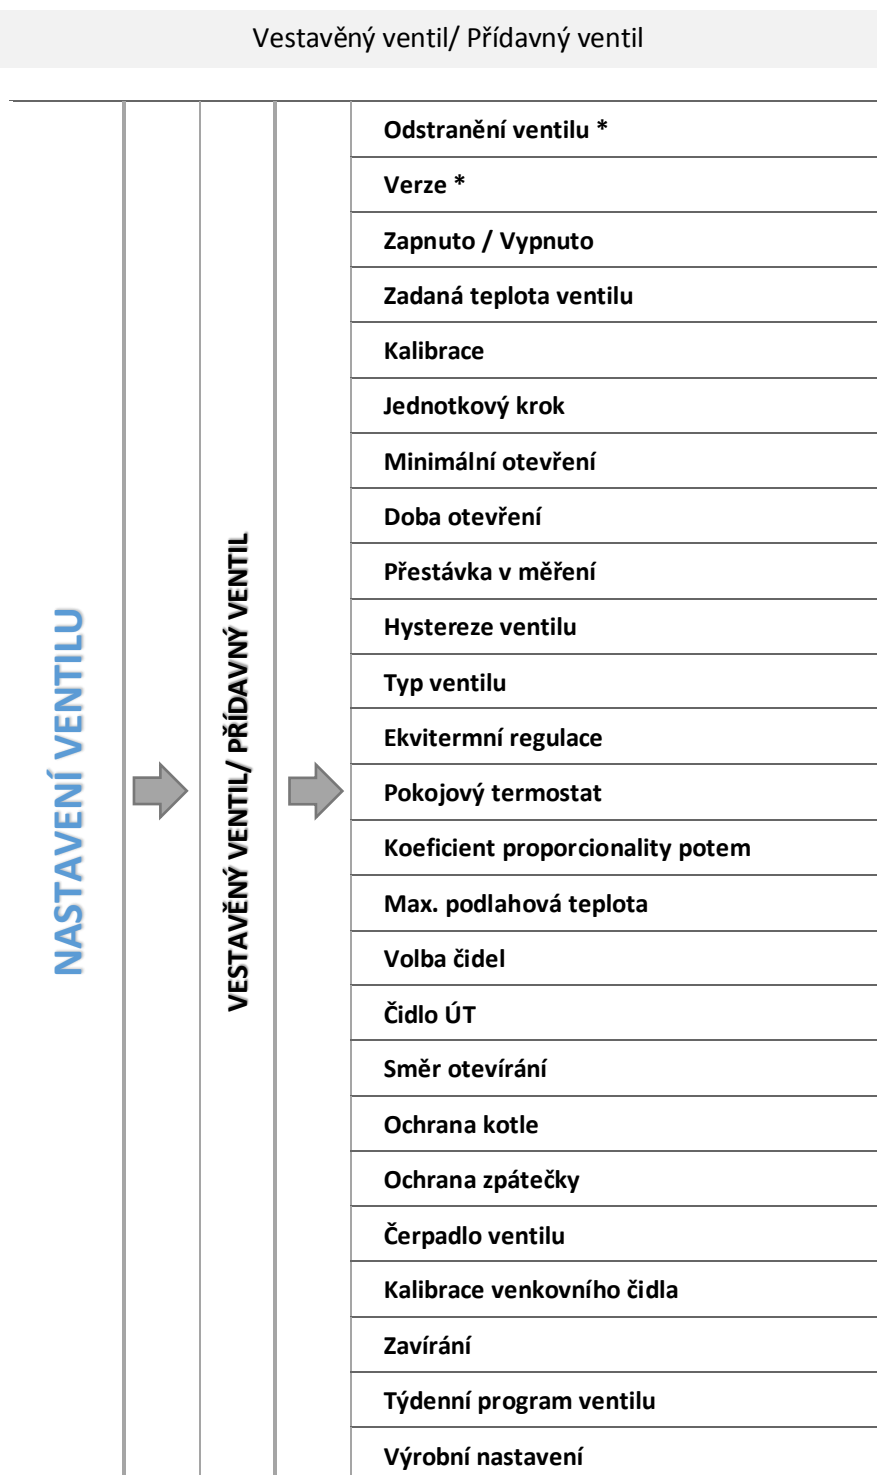 Vestavěný ventil/ Přídavný ventil
NASTAVENÍ VENTILU
VESTAVĚNÝ VENTIL/ PŘÍDAVNÝ VENTIL
Odstranění ventilu *
Verze *
Zapnuto / Vypnuto
Zadaná teplota ventilu
Kalibrace
Jednotkový krok
Minimální otevření
Doba otevření
Přestávka v měření
Hystereze ventilu
Typ ventilu
Ekvitermní regulace
Pokojový termostat
Koeficient proporcionality potem
Max. podlahová teplota
Volba čidel
Čidlo ÚT
Směr otevírání
Ochrana kotle
Ochrana zpátečky
Čerpadlo ventilu
Kalibrace venkovního čidla
Zavírání
Týdenní program ventilu
Výrobní nastavení